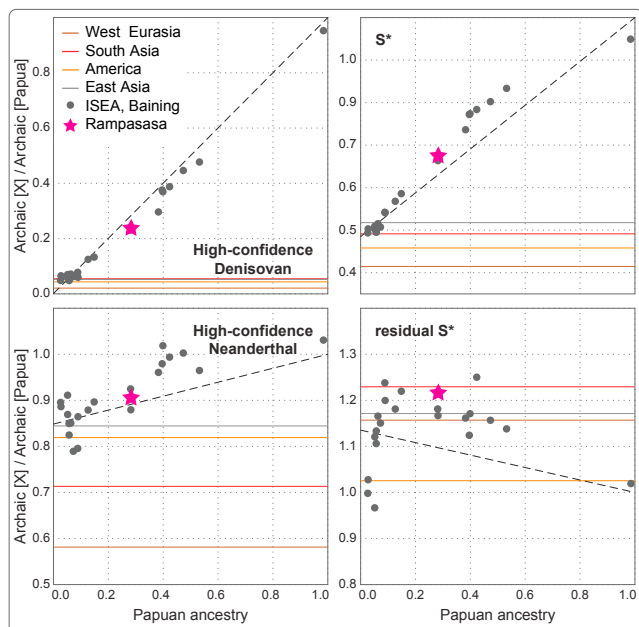 West Eurasia
South Asia
America
East Asia
ISEA, Baining
Rampasasa
High-confidence
Denisovan
Archaic [X] / Archaic [Papua]
0.8
0.6
0.4
0.2
0.0
S*
1.0
0.9
0.8
0.7
0.6
0.5
0.4
High-confidence
Neanderthal
Archaic [X] / Archaic [Papua]
1.0
0.9
0.8
0.7
0.6
0.5
0.0 0.2 0.4 0.6 0.8 1.0
Papuan ancestry
residual S*
1.3
1.2
1.1
1.0
0.9
0.8
0.0 0.2 0.4 0.6 0.8 1.0
Papuan ancestry